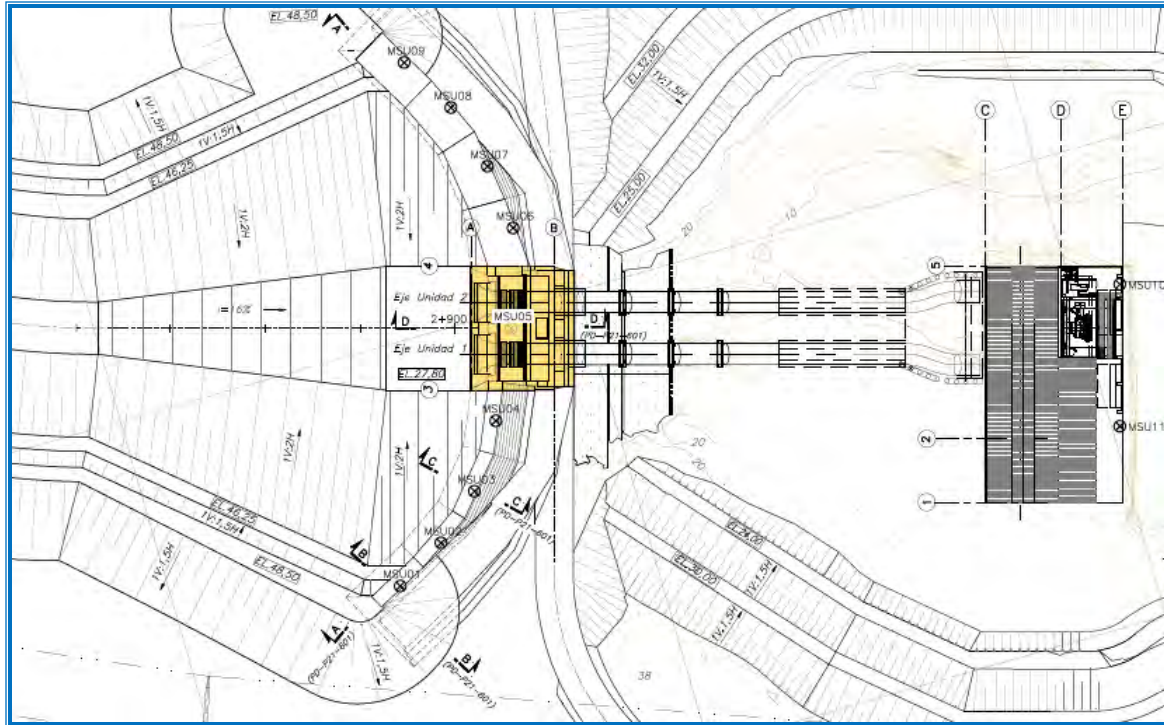 EL.48,50
A
MSU09
MSU08
MSU07
MSU06
1V:1,5H
EL.48,50
1V:1,5H
EL.46,25
1V:2H
1V:2H
EL.32,00
1V:1,5H
EL.25,00
20
10
C
D
E
A
B
4
5
Eje Unidad 2
2+900
D
MSU05
D
(PD-P21-601)
i=16%
Eje Unidad 1
EL.27,80
3
MSU10
MSU11
2
1
MSU04
1V:2H
1V:2H
C
MSU03
C
(PD-P21-601)
20
20
EL.46,25
1V:1,5H
EL.48,50
1V:1,5H
MSU02
B
MSU01
A
(PD-P21-601)
1V:1,5H
B
(PD-P21-601)
EL.24,00
EL.30,00
1V:1,5H
1V:1,5H
38